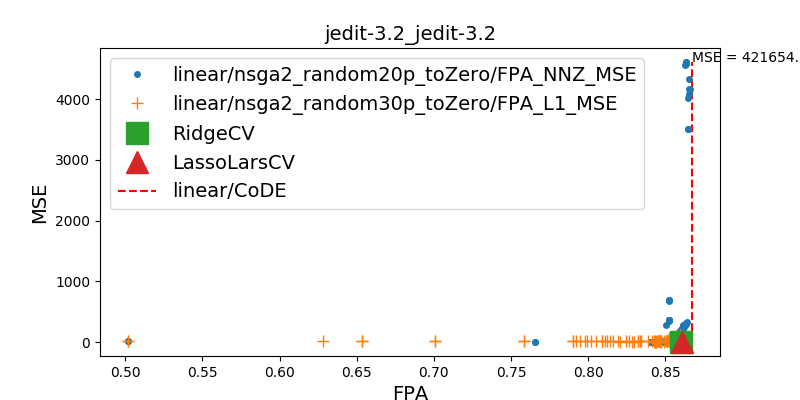 jedit-3.2_jedit-3.2
MSE = 421654.
linear/nsga2_random20p_toZero/FPA_NNZ_MSE
linear/nsga2_random30p_toZero/FPA_L1_MSE
RidgeCV
LassoLarsCV
linear/CoDE
MSE
4000
3000
2000
1000
0
0.50 0.55 0.60 0.65 0.70 0.75 0.80 0.85
FPA